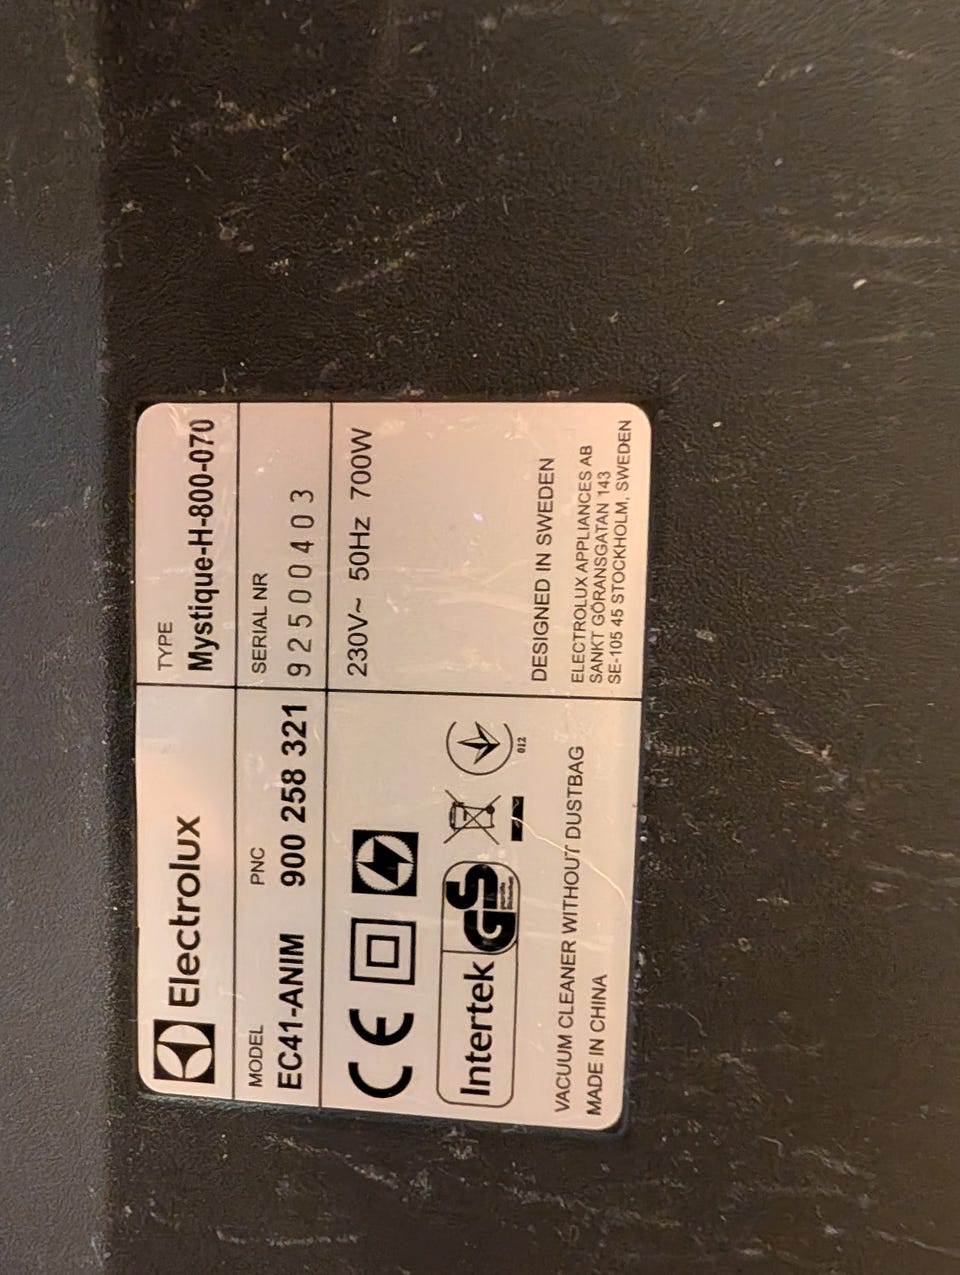 Electrolux
TYPE
Mystique-H-800-070
MODEL
EC41-ANIM
PNC
900 258 321
SERIAL NR
92500403
CE
Intertek
GS
012
VACUUM CLEANER WITHOUT DUSTBAG
MADE IN CHINA
230V~ 50Hz 700W
DESIGNED IN SWEDEN
ELECTROLUX APPLIANCES AB
SANKT GÖRANSGATAN 143
SE-105 45 STOCKHOLM, SWEDEN